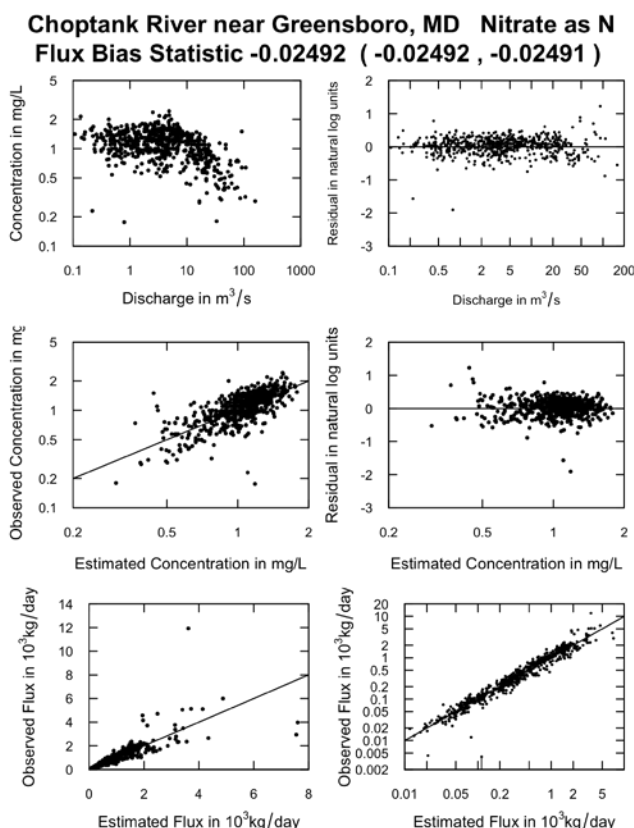 Choptank River near Greensboro, MD Nitrate as N
Flux Bias Statistic -0.02492 ( -0.02492 , -0.02491 )
Concentration in mg/L
5
2
1
0.5
0.2
0.1
0.1 1 10 100 1000
Discharge in m³/s
Residual in natural log units
2
1
0
-1
-2
-3
0.1 0.5 2 5 20 50 200
Discharge in m³/s
Observed Concentration in mg
5
2
1
0.5
0.2
0.1
0.2 0.5 1.0 2
Estimated Concentration in mg/L
Residual in natural log units
2
1
0
-1
-2
-3
0.2 0.5 1.0 2
Estimated Concentration in mg/L
Observed Flux in 10³kg/day
14
12
10
8
6
4
2
0
0 2 4 6 8
Estimated Flux in 10³kg/day
Observed Flux in 10³kg/day
20
10
5
2
1
0.5
0.2
0.1
0.05
0.02
0.01
0.005
0.002
0.01 0.05 0.2 0.5 1 2 5
Estimated Flux in 10³kg/day